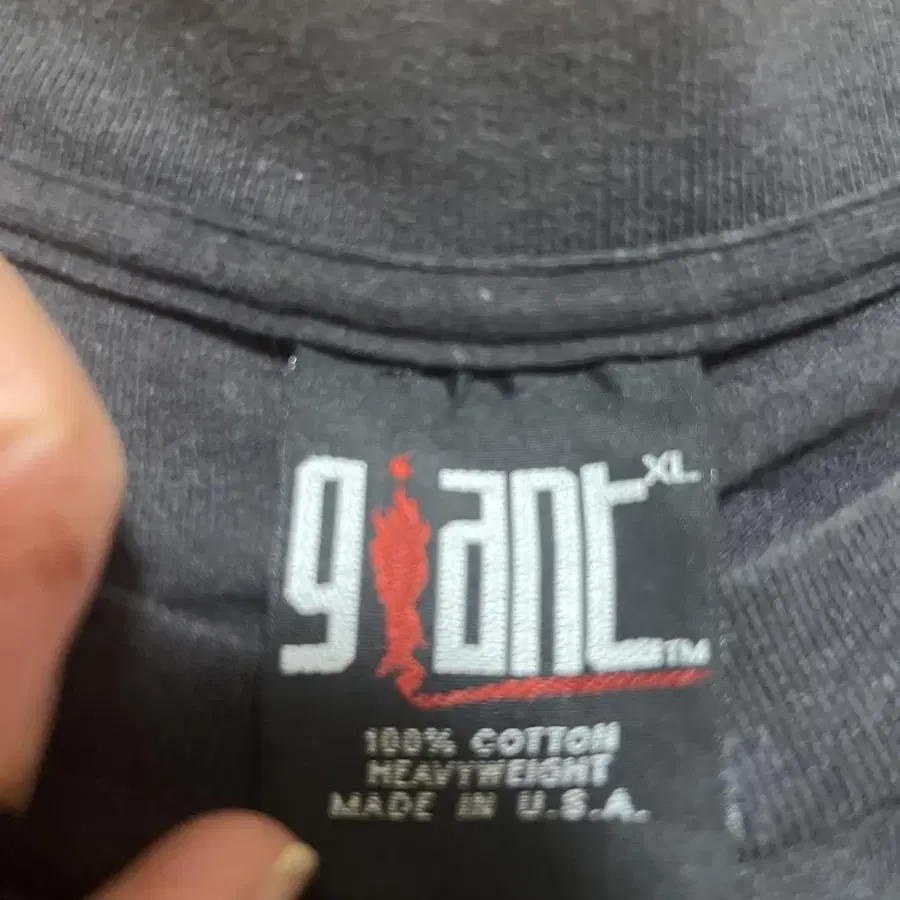 giant XL ™
100% COTTON
HEAVYWEIGHT
MADE IN U.S.A.